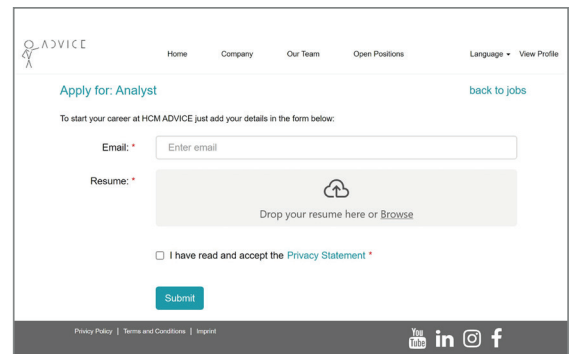 ADVICE
Home Company Our Team Open Positions Language View Profile
Apply for: Analyst back to jobs
To start your career at HCM ADVICE just add your details in the form below:
Email: * Enter email
Resume: *
Drop your resume here or Browse
I have read and accept the Privacy Statement *
Submit
Privicy Policy | Terms and Conditions | Imprint
You Tube in f